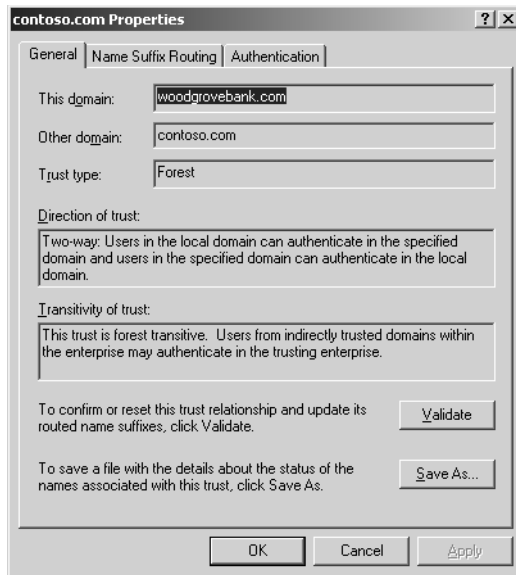 contoso.com Properties
General
Name Suffix Routing
Authentication
This domain:
woodgrovebank.com
Other domain:
contoso.com
Trust type:
Forest
Direction of trust:
Two-way: Users in the local domain can authenticate in the specified
domain and users in the specified domain can authenticate in the local
domain.
Transitivity of trust:
This trust is forest transitive. Users from indirectly trusted domains within
the enterprise may authenticate in the trusting enterprise.
To confirm or reset this trust relationship and update its
routed name suffixes, click Validate.
Validate
To save a file with the details about the status of the
names associated with this trust, click Save As.
Save As...
OK
Cancel
Apply